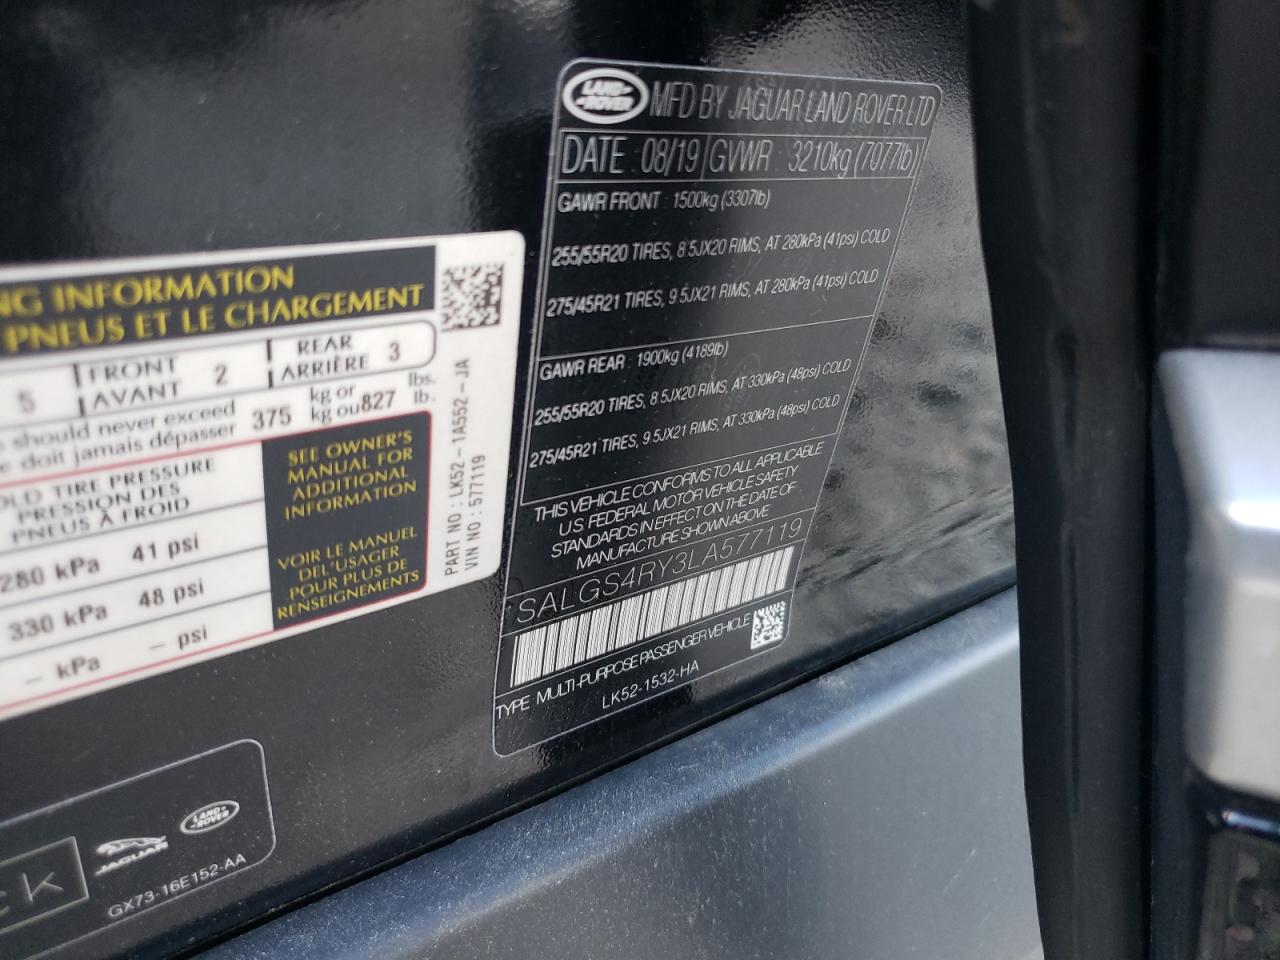 LAND ROVER
MFD BY JAGUAR LAND ROVER LTD
DATE : 08/19 GVWR : 3210kg (7077lb)
GAWR FRONT : 1500kg (3307lb)
255/55R20 TIRES, 8.5JX20 RIMS, AT 280kPa (41psi) COLD
275/45R21 TIRES, 9.5JX21 RIMS, AT 280kPa (41psi) COLD
GAWR REAR : 1900kg (4189lb)
255/55R20 TIRES, 8.5JX20 RIMS, AT 330kPa (48psi) COLD
275/45R21 TIRES, 9.5JX21 RIMS, AT 330kPa (48psi) COLD
THIS VEHICLE CONFORMS TO ALL APPLICABLE
U.S. FEDERAL MOTOR VEHICLE SAFETY
STANDARDS IN EFFECT ON THE DATE OF
MANUFACTURE SHOWN ABOVE
SALGS4RY3LA577119
TYPE MULTI-PURPOSE PASSENGER VEHICLE
LK52-1532-HA
NG INFORMATION
PNEUS ET LE CHARGEMENT
5 FRONT AVANT 2 REAR ARRIÈRE 3
should never exceed 375 kg or 827 lbs.
doit jamais dépasser kg ou lb.
OLD TIRE PRESSURE
PRESSION DES
PNEUS À FROID
280 kPa 41 psi
330 kPa 48 psi
– kPa – psi
SEE OWNER'S
MANUAL FOR
ADDITIONAL
INFORMATION
VOIR LE MANUEL
DEL'USAGER
POUR PLUS DE
RENSEIGNEMENTS
PART NO : LK52-1A552-JA
VIN NO : 577119
ck
JAGUAR
LAND ROVER
GX73-16E152-AA